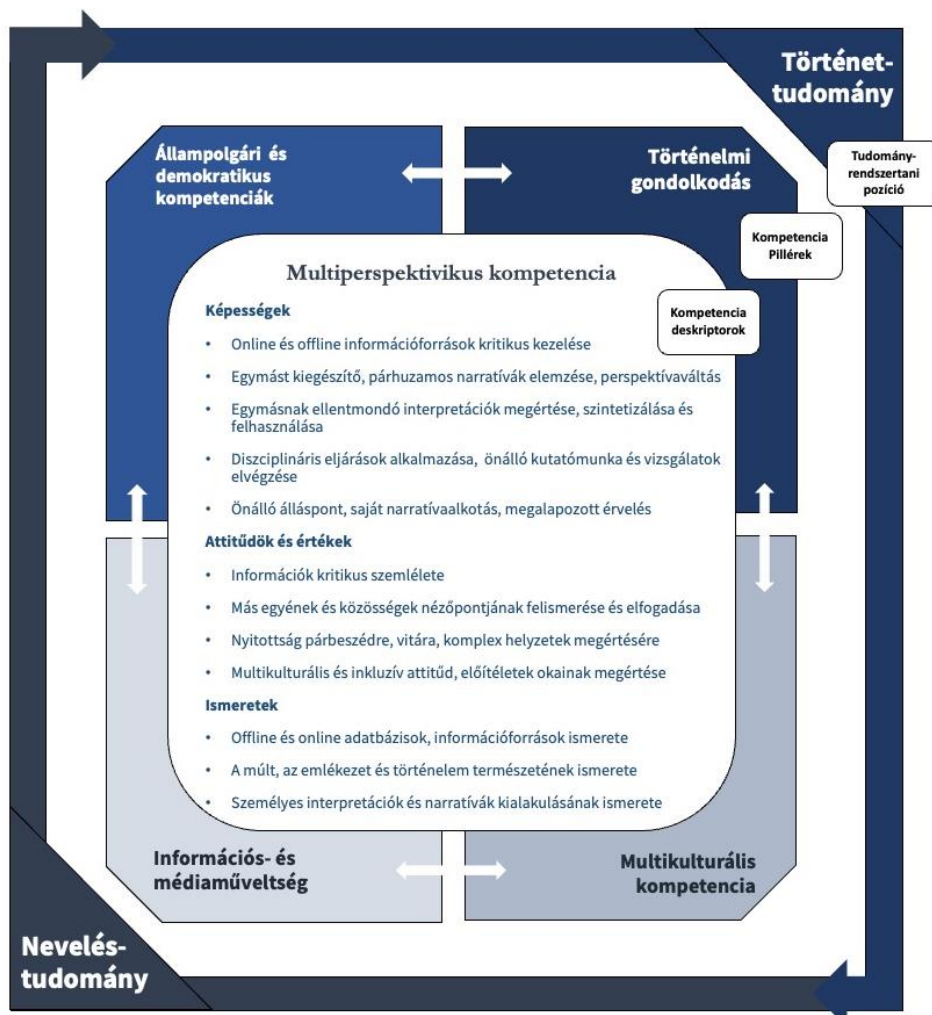 Történet-
tudomány
Tudomány-
rendszertani
pozíció
Állampolgári és
demokratikus
kompetenciák
Történelmi
gondolkodás
Kompetencia
Pillérek
Kompetencia
deskriptorok
Multiperspektivikus kompetencia
Képességek
• Online és offline információforrások kritikus kezelése
• Egymást kiegészítő, párhuzamos narratívák elemzése, perspektívaváltás
• Egymásnak ellentmondó interpretációk megértése, szintetizálása és
felhasználása
• Diszciplináris eljárások alkalmazása, önálló kutatómunka és vizsgálatok
elvégzése
• Önálló álláspont, saját narratívaalkotás, megalapozott érvelés
Attitűdök és értékek
• Információk kritikus szemlélete
• Más egyének és közösségek nézőpontjának felismerése és elfogadása
• Nyitottság párbeszédre, vitára, komplex helyzetek megértésére
• Multikulturális és inkluzív attitűd, előítéletek okainak megértése
Ismeretek
• Offline és online adatbázisok, információforrások ismerete
• A múlt, az emlékezet és történelem természetének ismerete
• Személyes interpretációk és narratívák kialakulásának ismerete
Információs- és
médiaműveltség
Multikulturális
kompetencia
Nevelés-
tudomány